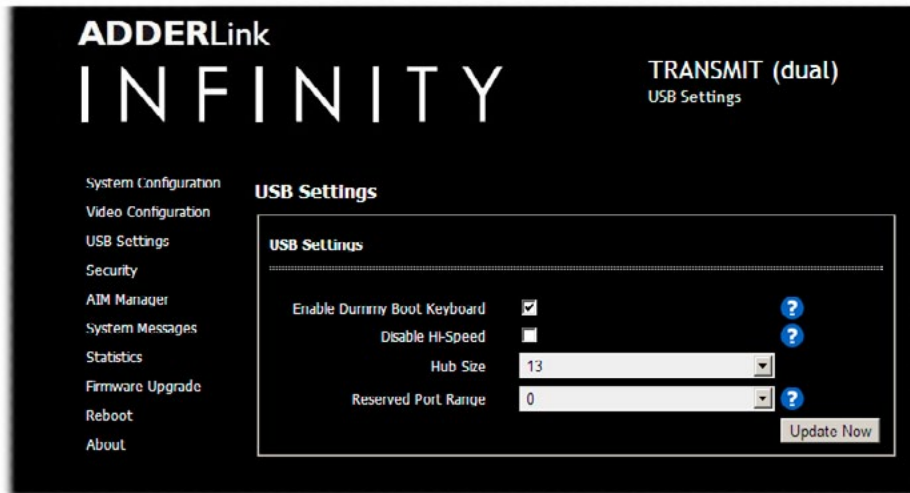 ADDERLink
INFINITY
TRANSMIT (dual)
USB Settings
System Configuration
Video Configuration
USB Settings
Security
AIM Manager
System Messages
Statistics
Firmware Upgrade
Reboot
About
USB Settings
USB Settings
Enable Dummy Boot Keyboard
?
Disable Hi-Speed
?
Hub Size 13
Reserved Port Range 0
?
Update Now